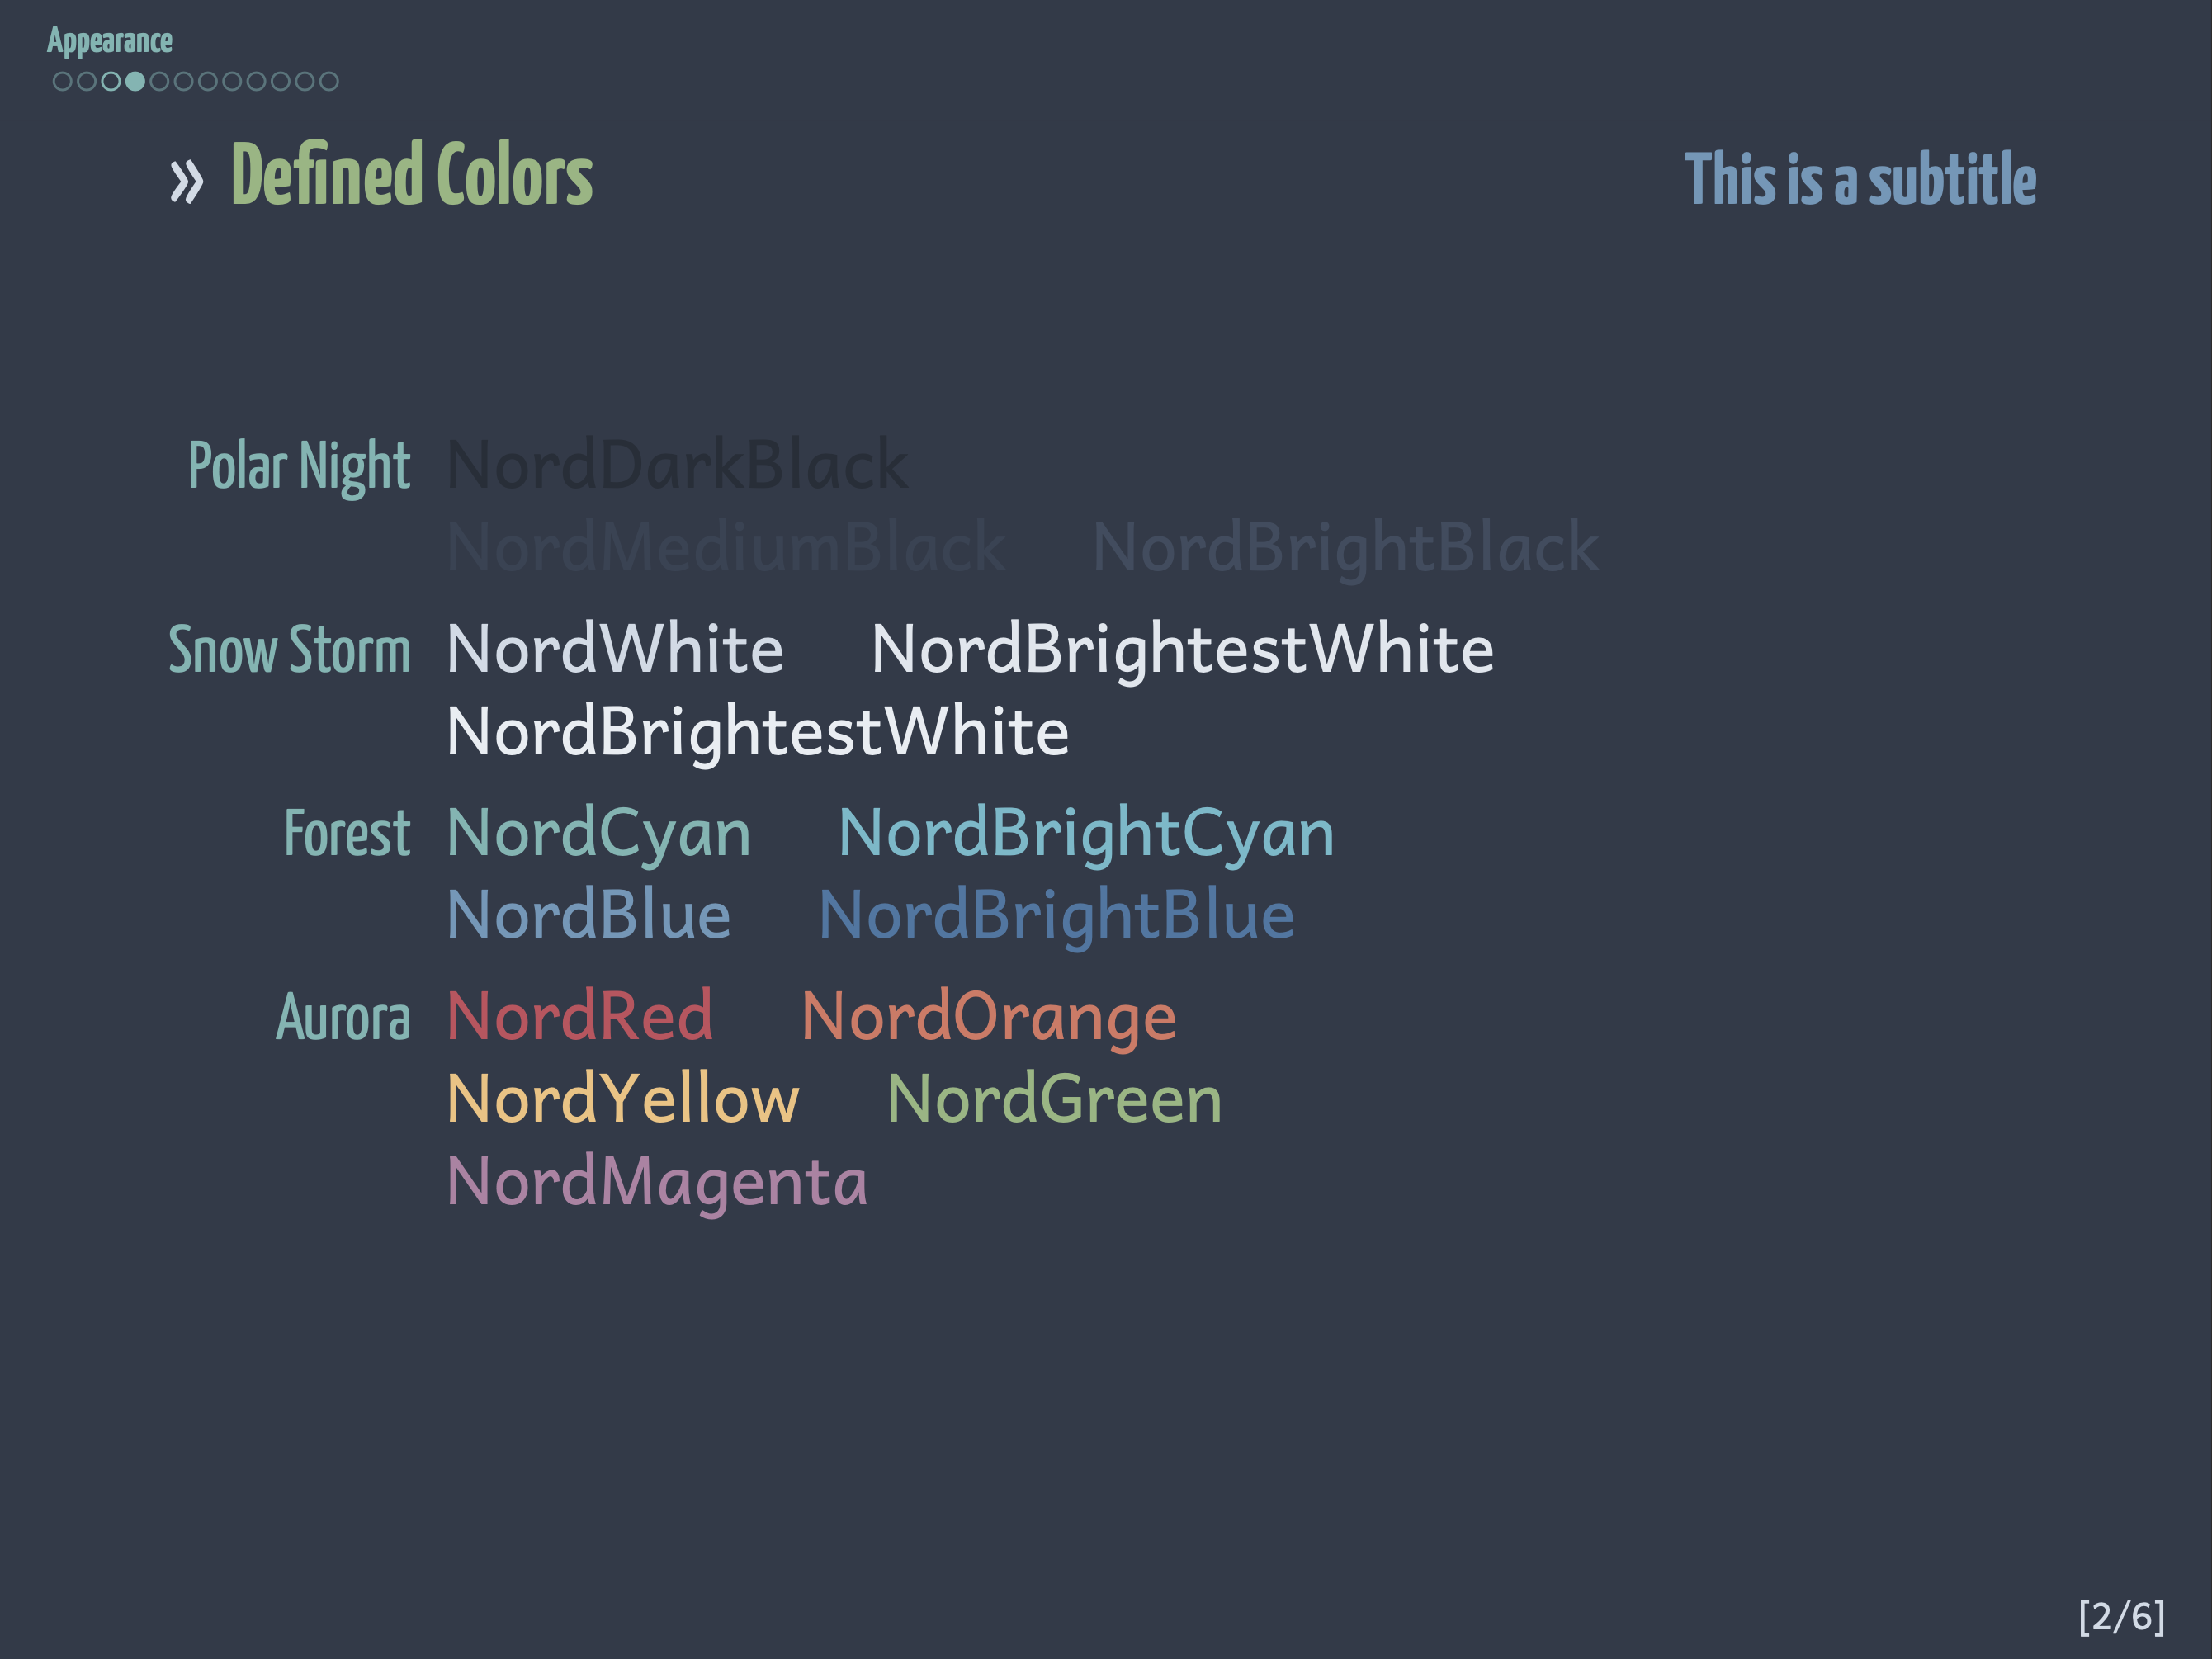 Appearance
» Defined Colors This is a subtitle
Polar Night NordDarkBlack
NordMediumBlack NordBrightBlack
Snow Storm NordWhite NordBrightestWhite
NordBrightestWhite
Forest NordCyan NordBrightCyan
NordBlue NordBrightBlue
Aurora NordRed NordOrange
NordYellow NordGreen
NordMagenta
[2/6]